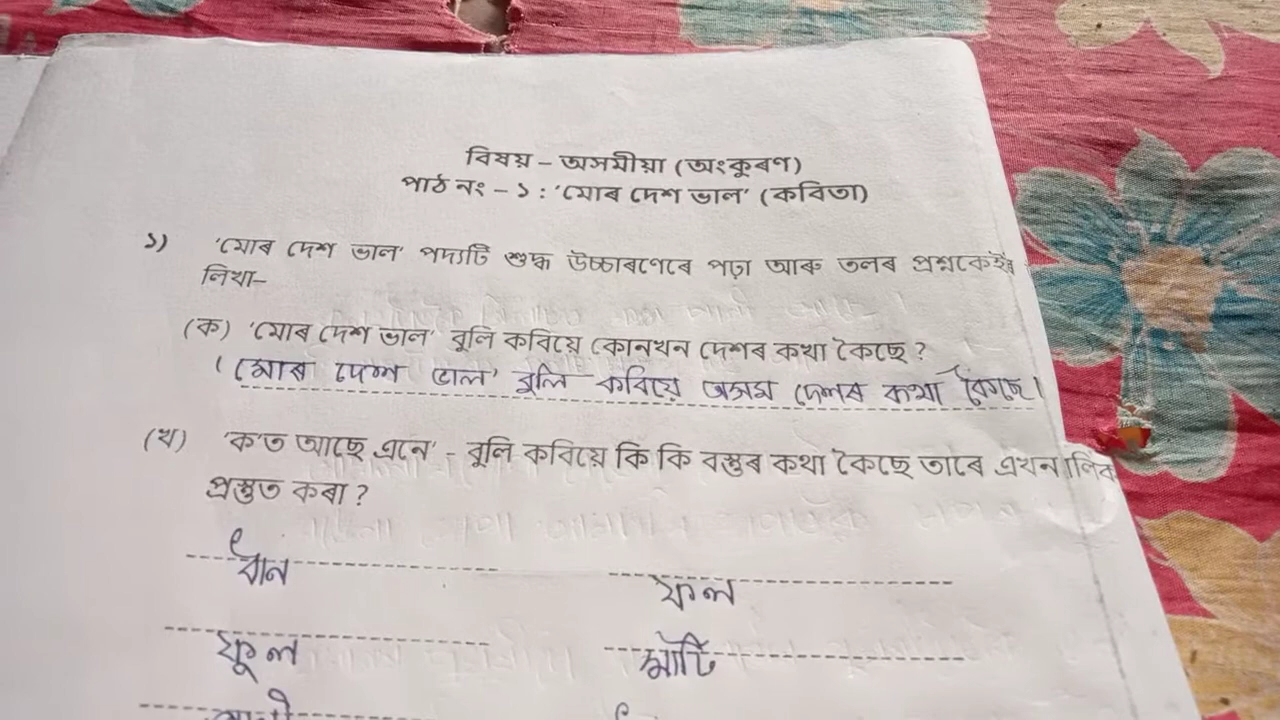 বিষয় – অসমীয়া (অংকুৰণ)
পাঠ নং – ১ : 'মোৰ দেশ ভাল' (কবিতা)
১) 'মোৰ দেশ ভাল' পদ্যটি শুদ্ধ উচ্চাৰণেৰে পঢ়া আৰু তলৰ প্ৰশ্নকেইৰ
লিখা–
(ক) 'মোৰ দেশ ভাল' বুলি কবিয়ে কোনখন দেশৰ কথা কৈছে ?
'মোৰ দেশ ভাল' বুলি কবিয়ে অসম দেশৰ কথা কৈছে।
(খ) 'ক'ত আছে এনে' – বুলি কবিয়ে কি কি বস্তুৰ কথা কৈছে তাৰে এখন
প্ৰস্তুত কৰা ?
ধান ফল
ফুল মাটি